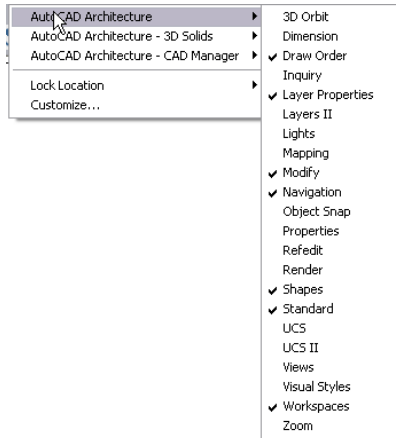 AutoCAD Architecture
AutoCAD Architecture - 3D Solids
AutoCAD Architecture - CAD Manager
Lock Location
Customize...
3D Orbit
Dimension
Draw Order
Inquiry
Layer Properties
Layers II
Lights
Mapping
Modify
Navigation
Object Snap
Properties
Refedit
Render
Shapes
Standard
UCS
UCS II
Views
Visual Styles
Workspaces
Zoom